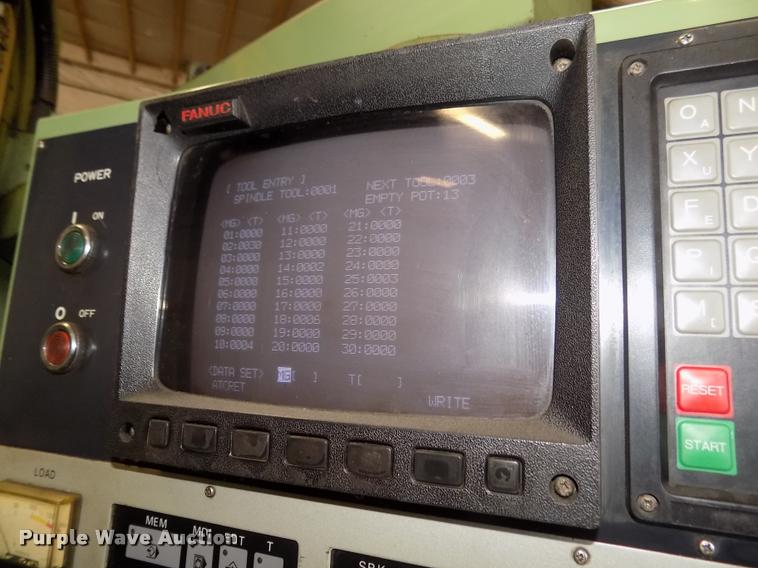 FANUC
POWER
ON
OFF
[ TOOL ENTRY ]
SPINDLE TOOL:0001 NEXT TOOL:0003
EMPTY POT:13
<MG> <T> <MG> <T> <MG> <T>
01:0000 11:0000 21:0000
02:0030 12:0000 22:0000
03:0000 13:0000 23:0000
04:0000 14:0002 24:0000
05:0000 15:0000 25:0003
06:0000 16:0000 26:0000
07:0000 17:0000 27:0000
08:0000 18:0009 28:0000
09:0000 19:0000 29:0000
10:0004 20:0000 30:0000
<DATA SET> MG[ ] T[ ]
ATCRET
WRITE
O A N
X U Y
F E D
P I
M [
RESET
START
LOAD
MEM
EDT
T
SBK
Purple Wave Auction